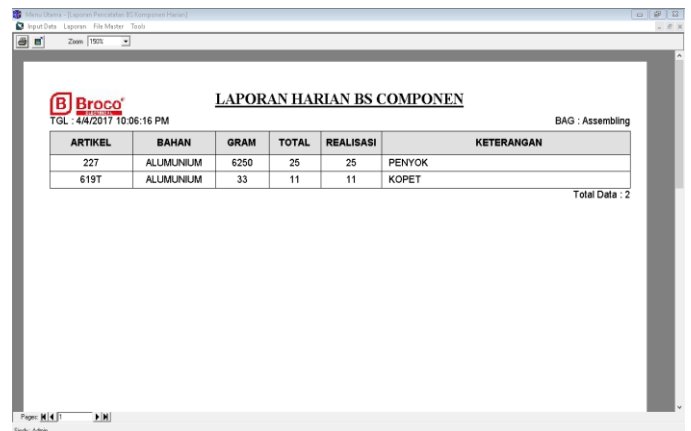 Menu Utama - [Laporan Pencatatan BS Komponen Harian]
Input Data Laporan File Master Tools
Zoom 150%
B Broco
ELECTRICAL
LAPORAN HARIAN BS COMPONEN
TGL : 4/4/2017 10:06:16 PM BAG : Assembling
ARTIKEL BAHAN GRAM TOTAL REALISASI KETERANGAN
227 ALUMUNIUM 6250 25 25 PENYOK
619T ALUMUNIUM 33 11 11 KOPET
Total Data : 2
Pages: 1